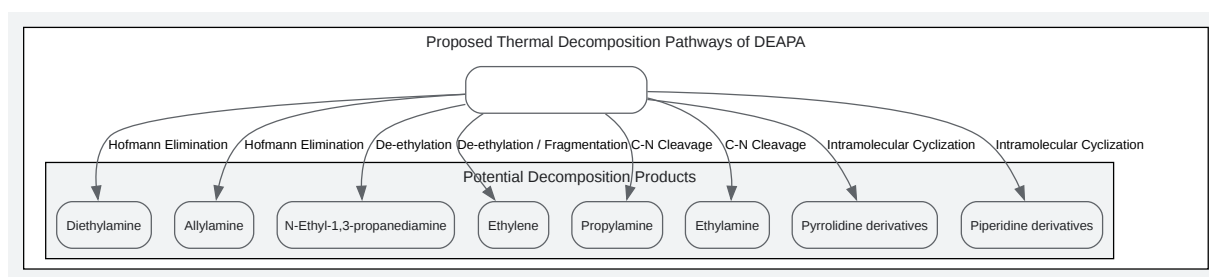 Proposed Thermal Decomposition Pathways of DEAPA
Hofmann Elimination
Hofmann Elimination
De-ethylation
De-ethylation / Fragmentation
C-N Cleavage
C-N Cleavage
Intramolecular Cyclization
Intramolecular Cyclization
Potential Decomposition Products
Diethylamine
Allylamine
N-Ethyl-1,3-propanediamine
Ethylene
Propylamine
Ethylamine
Pyrrolidine derivatives
Piperidine derivatives